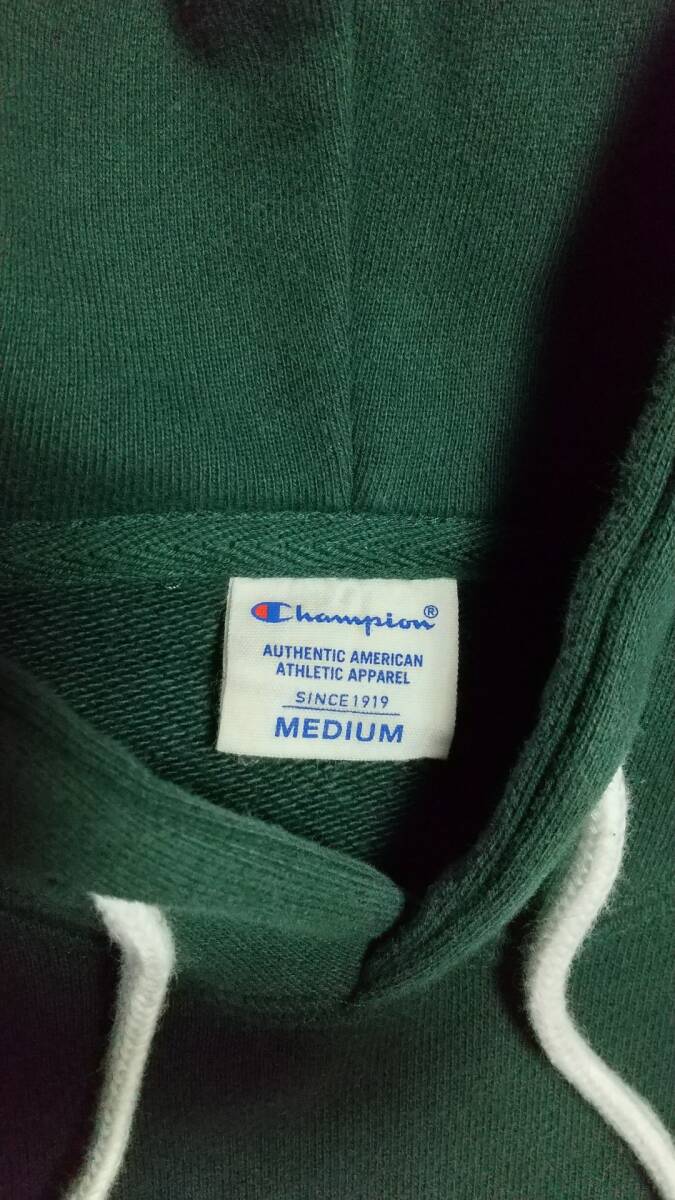 Champion®
AUTHENTIC AMERICAN
ATHLETIC APPAREL
SINCE 1919
MEDIUM